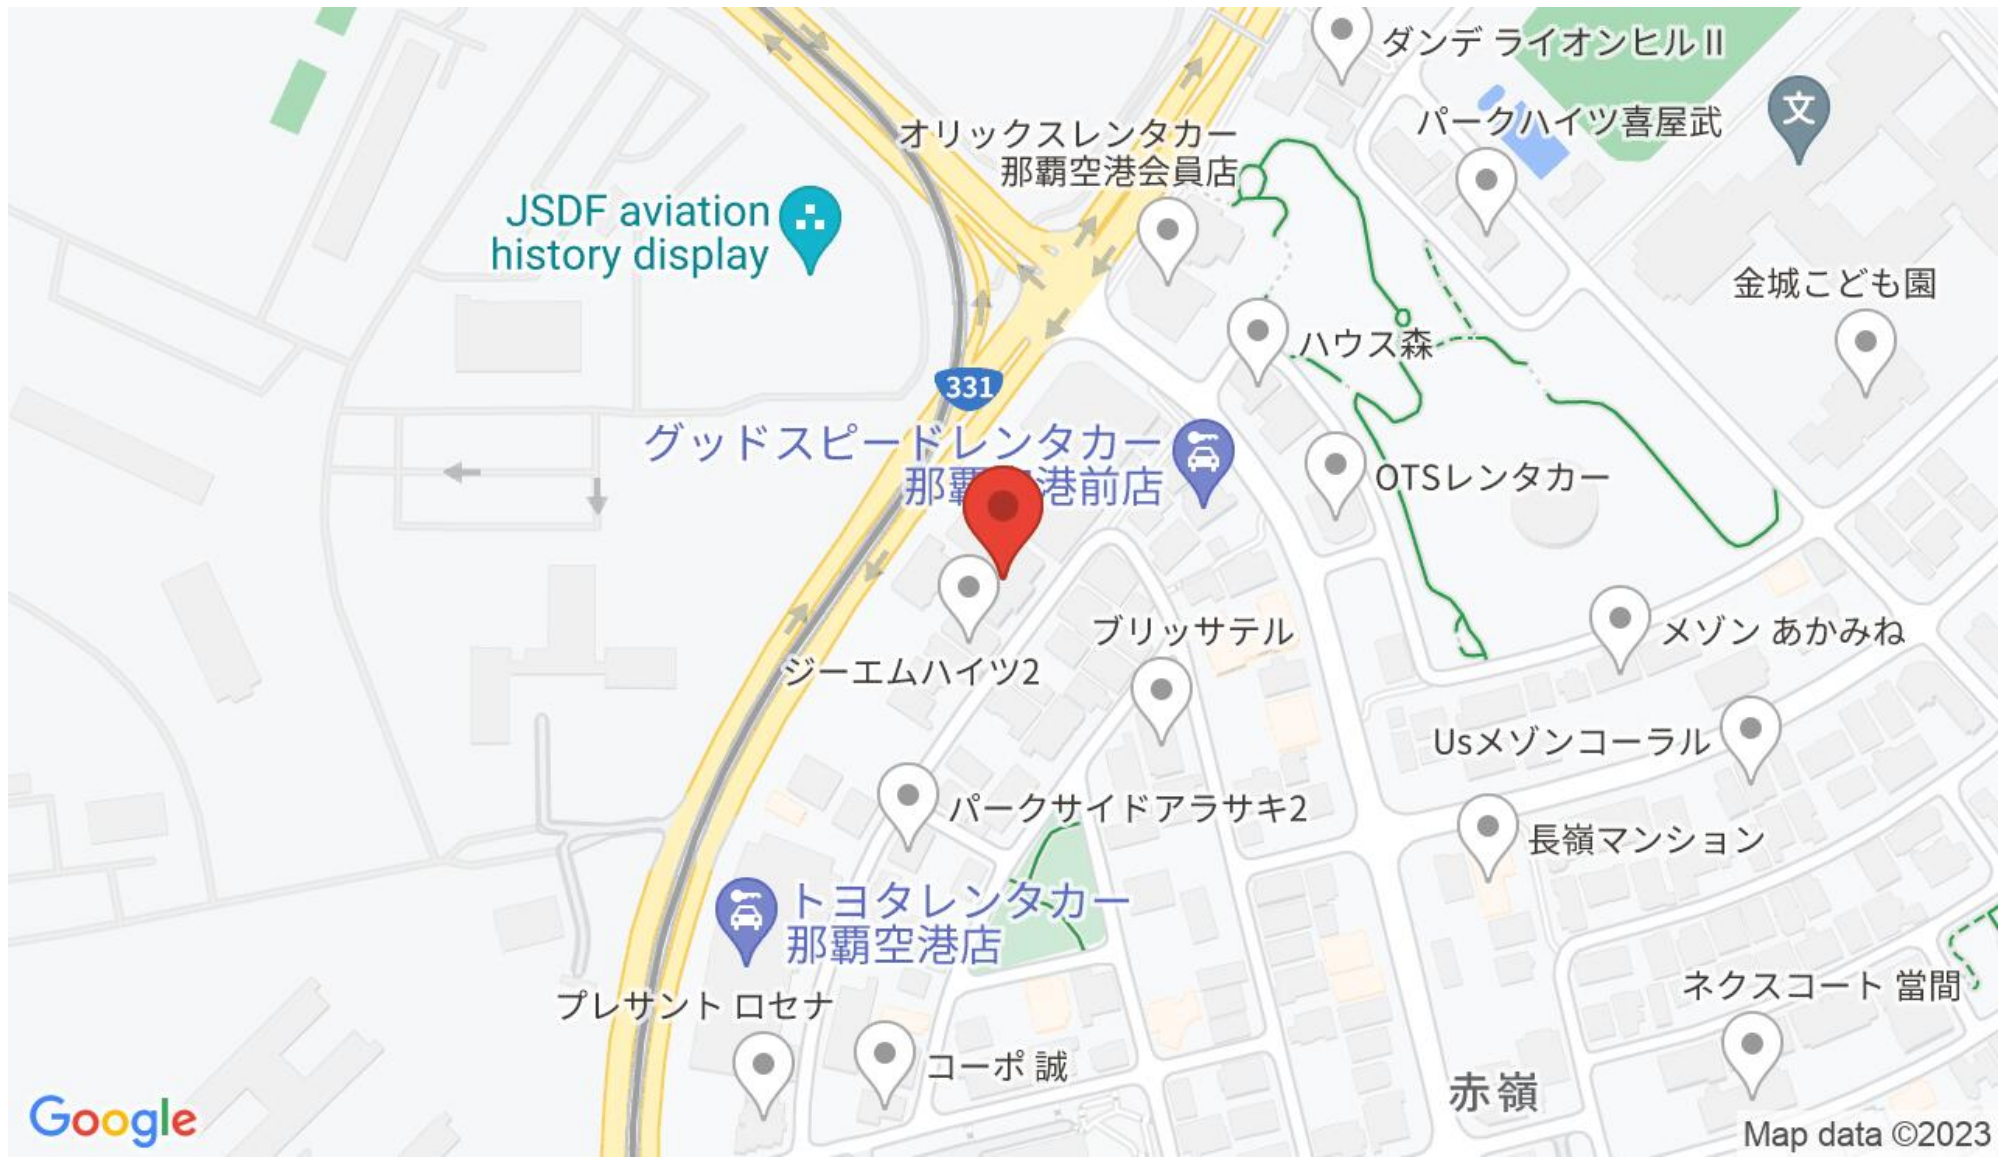 ダンデ ライオンヒル II
パークハイツ喜屋武
文
オリックスレンタカー
那覇空港会員店
JSDF aviation
history display
金城こども園
ハウス森
331
グッドスピードレンタカー
那覇空港前店
OTSレンタカー
ブリッサテル
メゾン あかみね
ジーエムハイツ2
Usメゾンコーラル
パークサイドアラサキ2
長嶺マンション
トヨタレンタカー
那覇空港店
プレサント ロセナ
ネクスコート 當間
コーポ 誠
赤嶺
Google
Map data ©2023